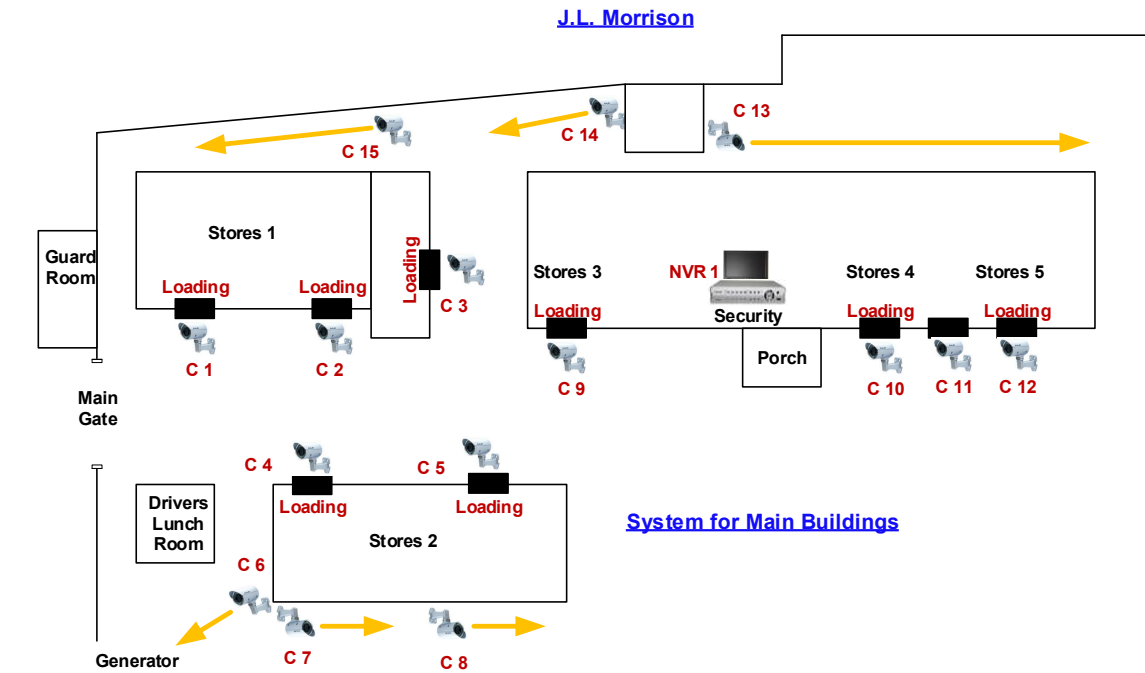 J.L. Morrison
C 13
C 14
C 15
Stores 1
Guard
Room
Loading
Loading
Loading
C 3
C 1
C 2
Stores 3
NVR 1
Stores 4
Stores 5
Loading
Security
Loading
Loading
Porch
C 9
C 10
C 11
C 12
Main
Gate
C 4
C 5
Loading
Loading
Drivers
Lunch
Room
Stores 2
System for Main Buildings
C 6
C 7
C 8
Generator